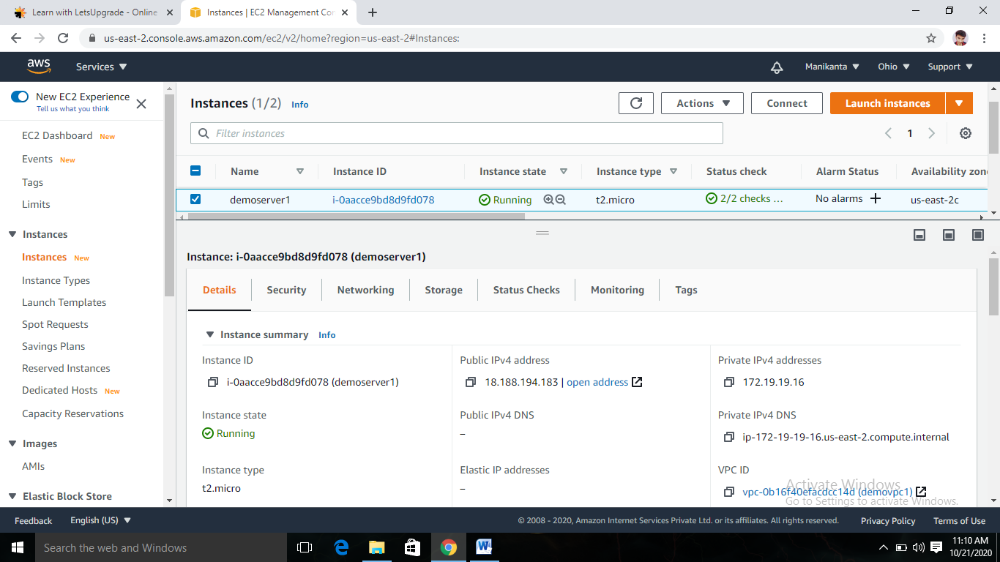 Learn with LetsUpgrade - Online
Instances | EC2 Management Con
us-east-2.console.aws.amazon.com/ec2/v2/home?region=us-east-2#Instances:
aws Services Manikanta Ohio Support
New EC2 Experience
Tell us what you think
EC2 Dashboard New
Events New
Tags
Limits
Instances
Instances New
Instance Types
Launch Templates
Spot Requests
Savings Plans
Reserved Instances
Dedicated Hosts New
Capacity Reservations
Images
AMIs
Elastic Block Store
Instances (1/2) Info
Actions Connect Launch instances
Filter instances
1
Name Instance ID Instance state Instance type Status check Alarm Status Availability zone
demoserver1 i-0aacce9bd8d9fd078 Running t2.micro 2/2 checks ... No alarms us-east-2c
Instance: i-0aacce9bd8d9fd078 (demoserver1)
Details Security Networking Storage Status Checks Monitoring Tags
Instance summary Info
Instance ID Public IPv4 address Private IPv4 addresses
i-0aacce9bd8d9fd078 (demoserver1) 18.188.194.183 | open address 172.19.19.16
Instance state Public IPv4 DNS Private IPv4 DNS
Running – ip-172-19-19-16.us-east-2.compute.internal
Instance type Elastic IP addresses VPC ID
t2.micro – vpc-0b16f40efacdcc14d (demovpc1)
Activate Windows
Go to Settings to activate Windows.
Feedback English (US) © 2008 - 2020, Amazon Internet Services Private Ltd. or its affiliates. All rights reserved. Privacy Policy Terms of Use
Search the web and Windows
11:10 AM
10/21/2020